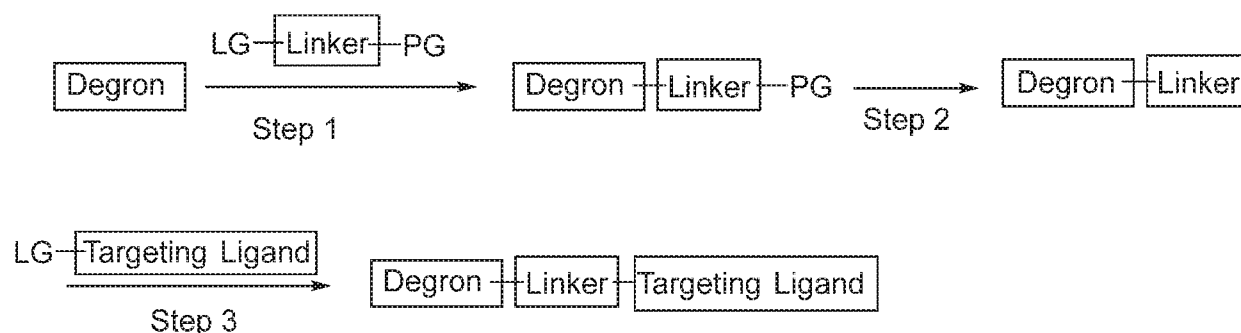 LG Linker PG
Degron Degron Linker PG Degron Linker
Step 1 Step 2
LG Targeting Ligand
Degron Linker Targeting Ligand
Step 3